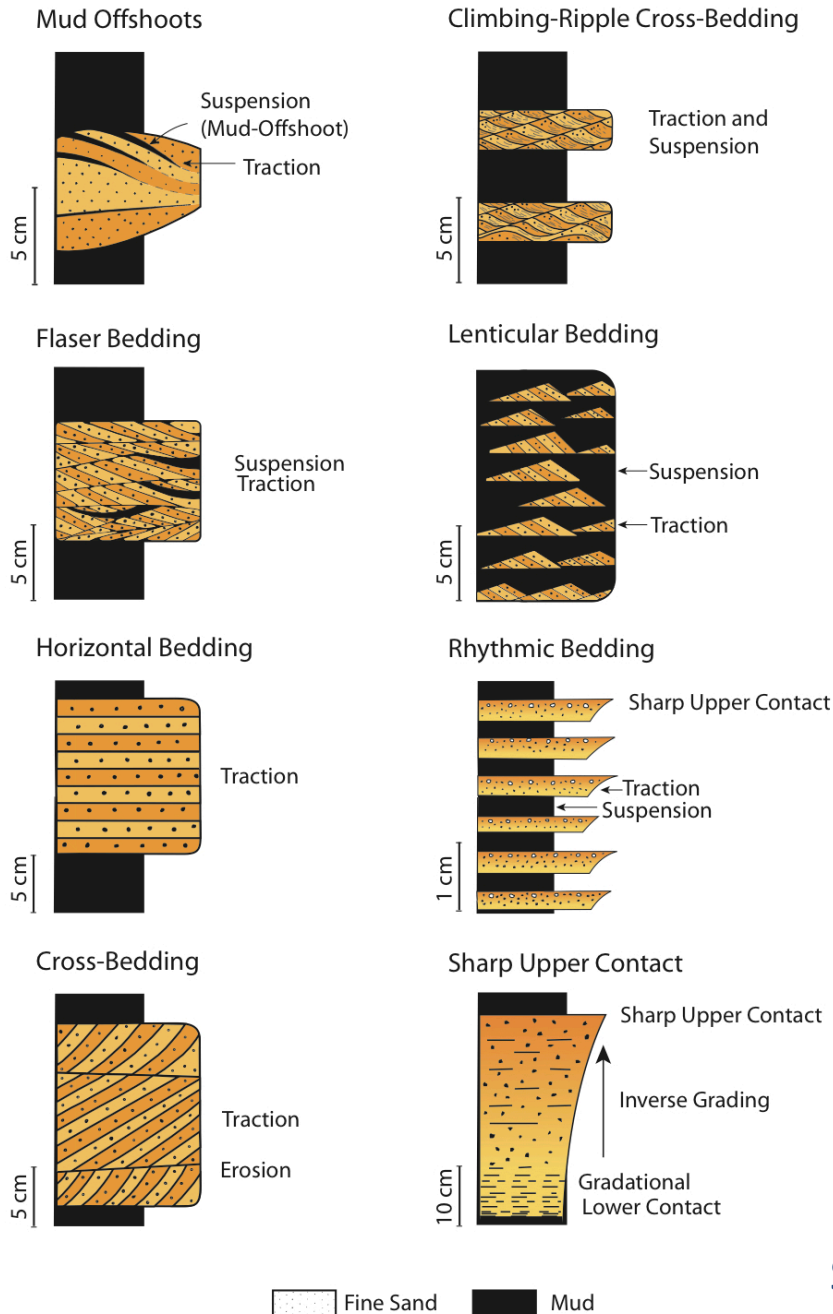 Mud Offshoots
Suspension
(Mud-Offshoot)
Traction
5 cm
Climbing-Ripple Cross-Bedding
Traction and
Suspension
5 cm
Flaser Bedding
Suspension
Traction
5 cm
Lenticular Bedding
Suspension
Traction
5 cm
Horizontal Bedding
Traction
5 cm
Rhythmic Bedding
Sharp Upper Contact
Traction
Suspension
1 cm
Cross-Bedding
Traction
Erosion
5 cm
Sharp Upper Contact
Sharp Upper Contact
Inverse Grading
Gradational
Lower Contact
10 cm
Fine Sand
Mud